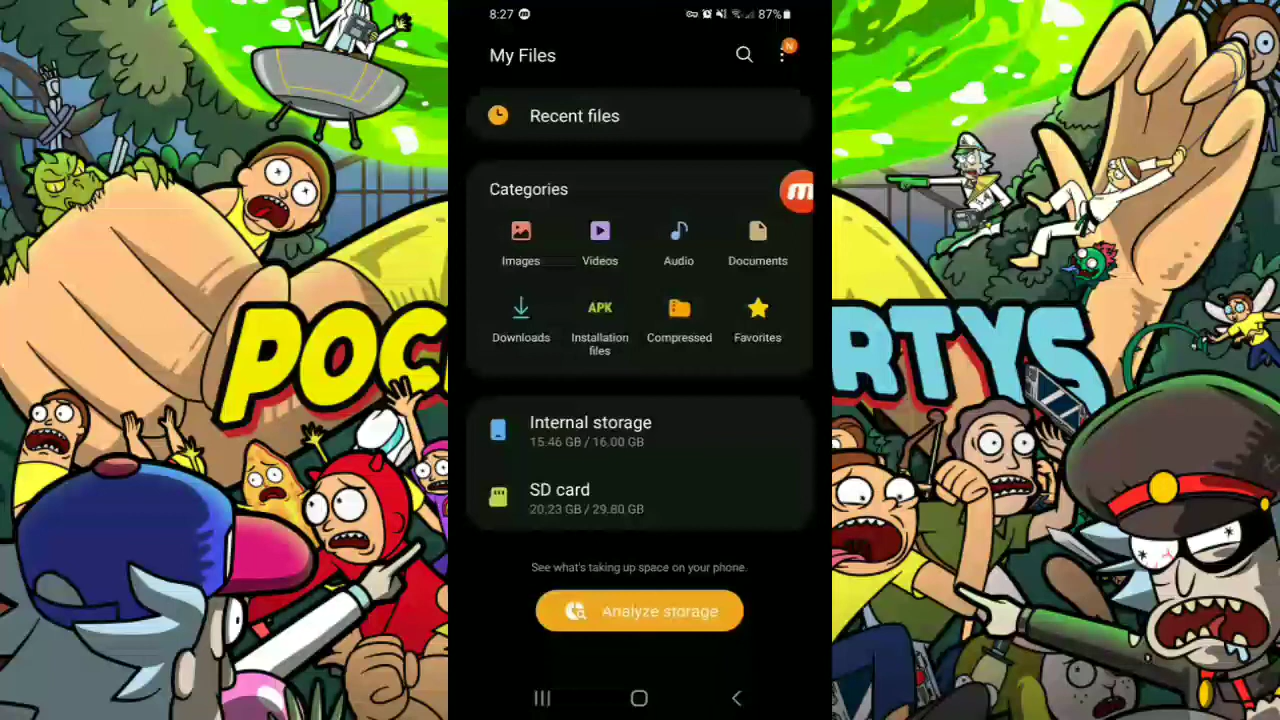 8:27
87%
My Files
N
Recent files
Categories
Images
Videos
Audio
Documents
APK
Downloads
Installation files
Compressed
Favorites
Internal storage
15.46 GB / 16.00 GB
SD card
20.23 GB / 29.80 GB
See what's taking up space on your phone.
Analyze storage
POC
RTYS